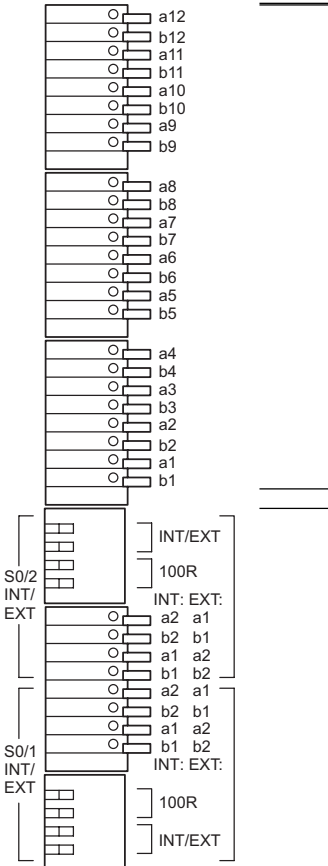 a12
b12
a11
b11
a10
b10
a9
b9
a8
b8
a7
b7
a6
b6
a5
b5
a4
b4
a3
b3
a2
b2
a1
b1
INT/EXT
S0/2
INT/
EXT
100R
INT: EXT:
a2 a1
b2 b1
a1 a2
b1 b2
a2 a1
b2 b1
a1 a2
b1 b2
INT: EXT:
S0/1
INT/
EXT
100R
INT/EXT